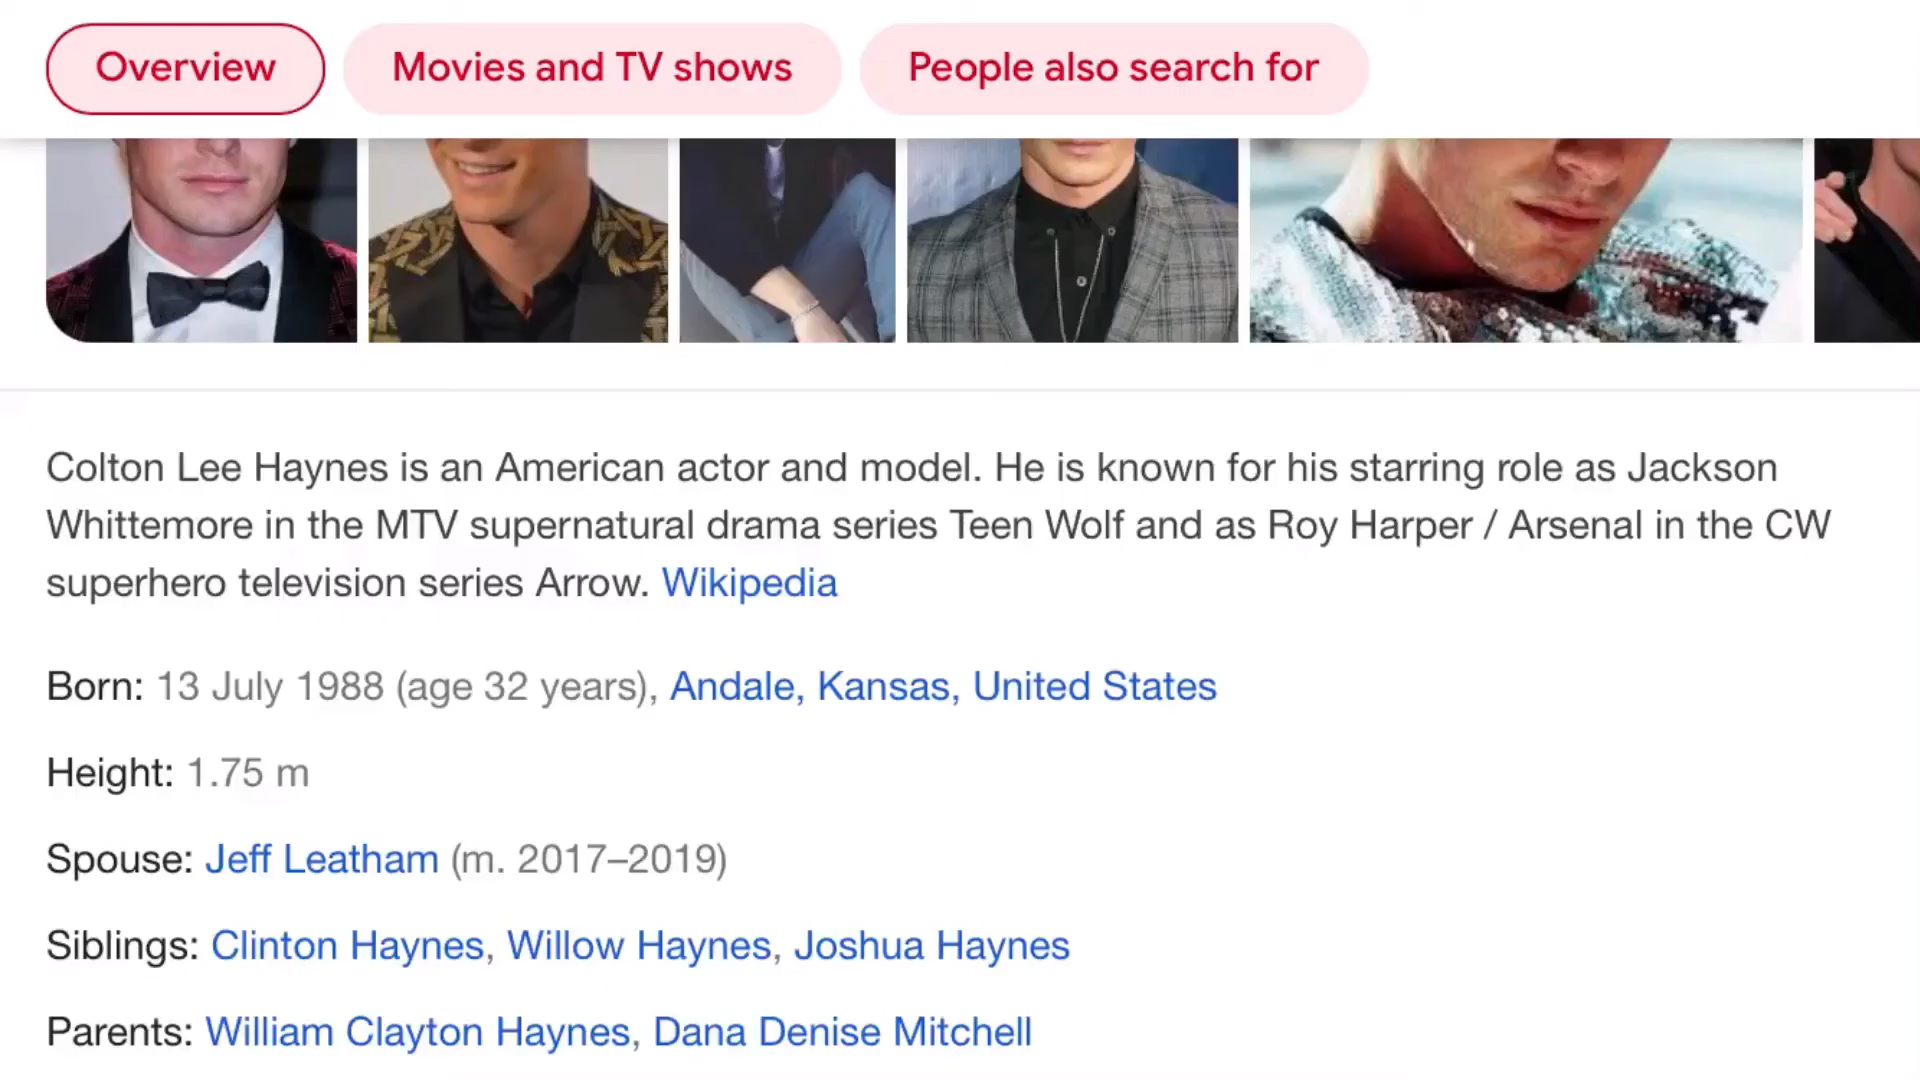 Overview
Movies and TV shows
People also search for
Colton Lee Haynes is an American actor and model. He is known for his starring role as Jackson
Whittemore in the MTV supernatural drama series Teen Wolf and as Roy Harper / Arsenal in the CW
superhero television series Arrow. Wikipedia
Born: 13 July 1988 (age 32 years), Andale, Kansas, United States
Height: 1.75 m
Spouse: Jeff Leatham (m. 2017–2019)
Siblings: Clinton Haynes, Willow Haynes, Joshua Haynes
Parents: William Clayton Haynes, Dana Denise Mitchell